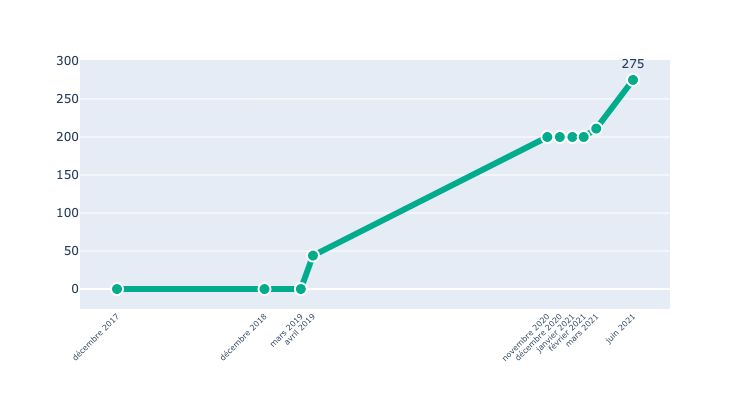 300
275
250
200
150
100
50
0
décembre 2017
décembre 2018
mars 2019
avril 2019
novembre 2020
décembre 2020
janvier 2021
février 2021
mars 2021
juin 2021